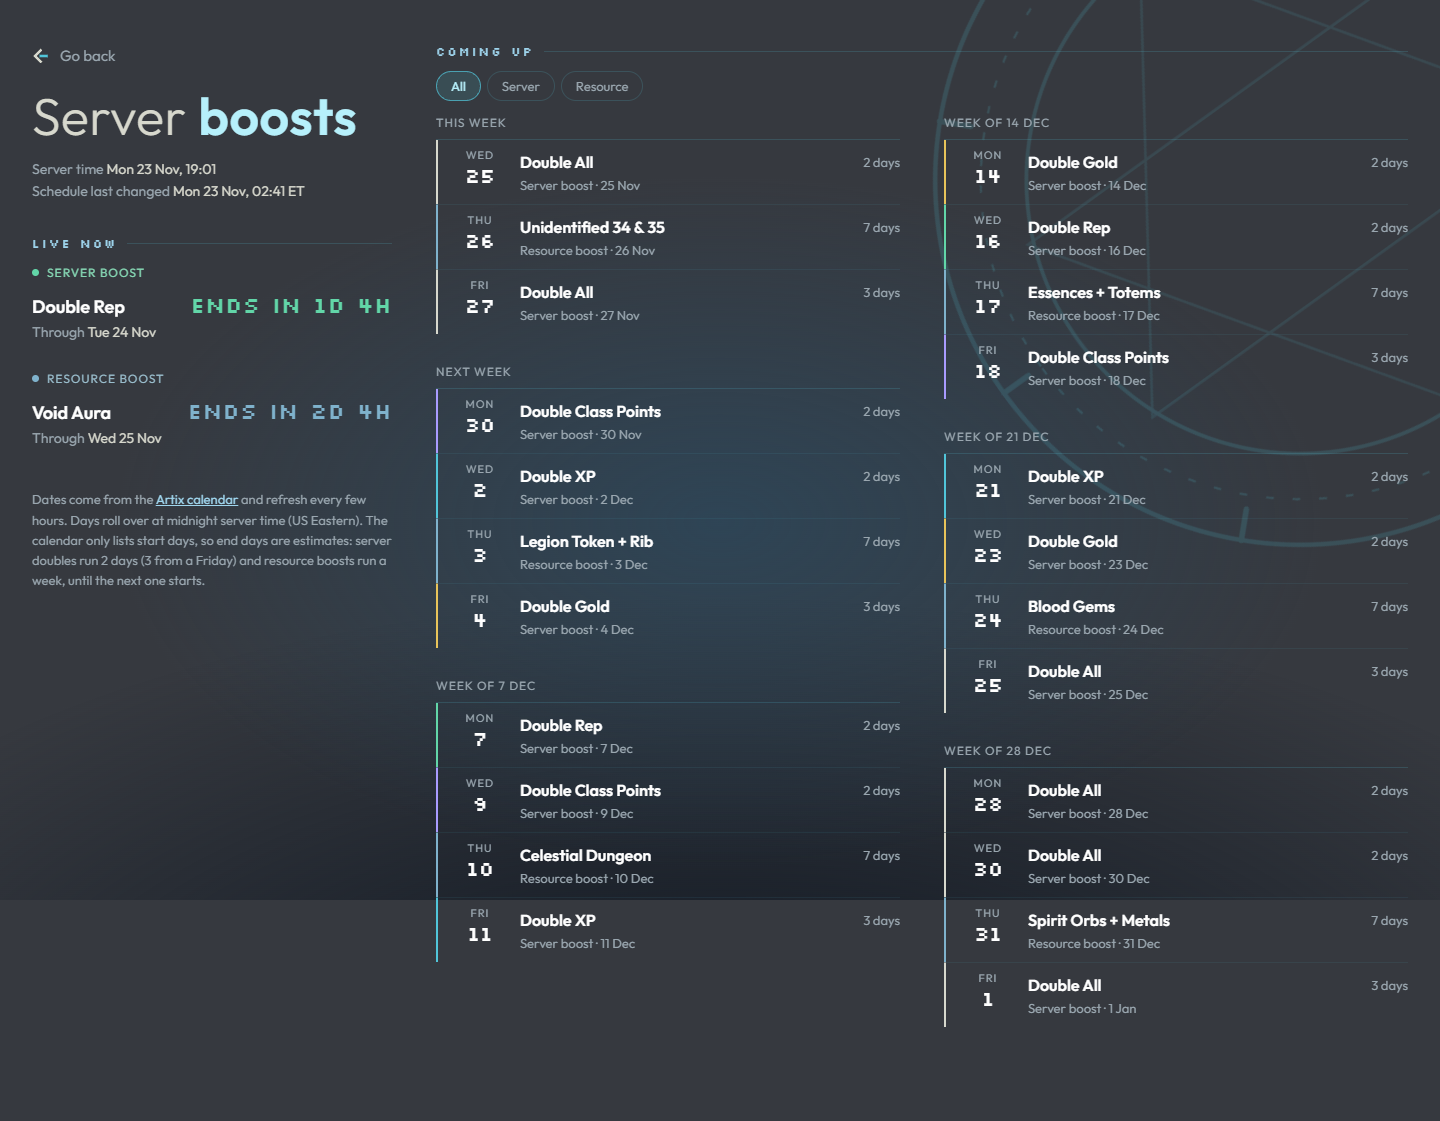 Go back
Server boosts
Server time Mon 23 Nov, 19:01
Schedule last changed Mon 23 Nov, 02:41 ET
LIVE NOW
SERVER BOOST
Double Rep ENDS IN 1D 4H
Through Tue 24 Nov
RESOURCE BOOST
Void Aura ENDS IN 2D 4H
Through Wed 25 Nov
Dates come from the Artix calendar and refresh every few
hours. Days roll over at midnight server time (US Eastern). The
calendar only lists start days, so end days are estimates: server
doubles run 2 days (3 from a Friday) and resource boosts run a
week, until the next one starts.
COMING UP
All Server Resource
THIS WEEK
WED
25
Double All 2 days
Server boost · 25 Nov
THU
26
Unidentified 34 & 35 7 days
Resource boost · 26 Nov
FRI
27
Double All 3 days
Server boost · 27 Nov
NEXT WEEK
MON
30
Double Class Points 2 days
Server boost · 30 Nov
WED
2
Double XP 2 days
Server boost · 2 Dec
THU
3
Legion Token + Rib 7 days
Resource boost · 3 Dec
FRI
4
Double Gold 3 days
Server boost · 4 Dec
WEEK OF 7 DEC
MON
7
Double Rep 2 days
Server boost · 7 Dec
WED
9
Double Class Points 2 days
Server boost · 9 Dec
THU
10
Celestial Dungeon 7 days
Resource boost · 10 Dec
FRI
11
Double XP 3 days
Server boost · 11 Dec
WEEK OF 14 DEC
MON
14
Double Gold 2 days
Server boost · 14 Dec
WED
16
Double Rep 2 days
Server boost · 16 Dec
THU
17
Essences + Totems 7 days
Resource boost · 17 Dec
FRI
18
Double Class Points 3 days
Server boost · 18 Dec
WEEK OF 21 DEC
MON
21
Double XP 2 days
Server boost · 21 Dec
WED
23
Double Gold 2 days
Server boost · 23 Dec
THU
24
Blood Gems 7 days
Resource boost · 24 Dec
FRI
25
Double All 3 days
Server boost · 25 Dec
WEEK OF 28 DEC
MON
28
Double All 2 days
Server boost · 28 Dec
WED
30
Double All 2 days
Server boost · 30 Dec
THU
31
Spirit Orbs + Metals 7 days
Resource boost · 31 Dec
FRI
1
Double All 3 days
Server boost · 1 Jan